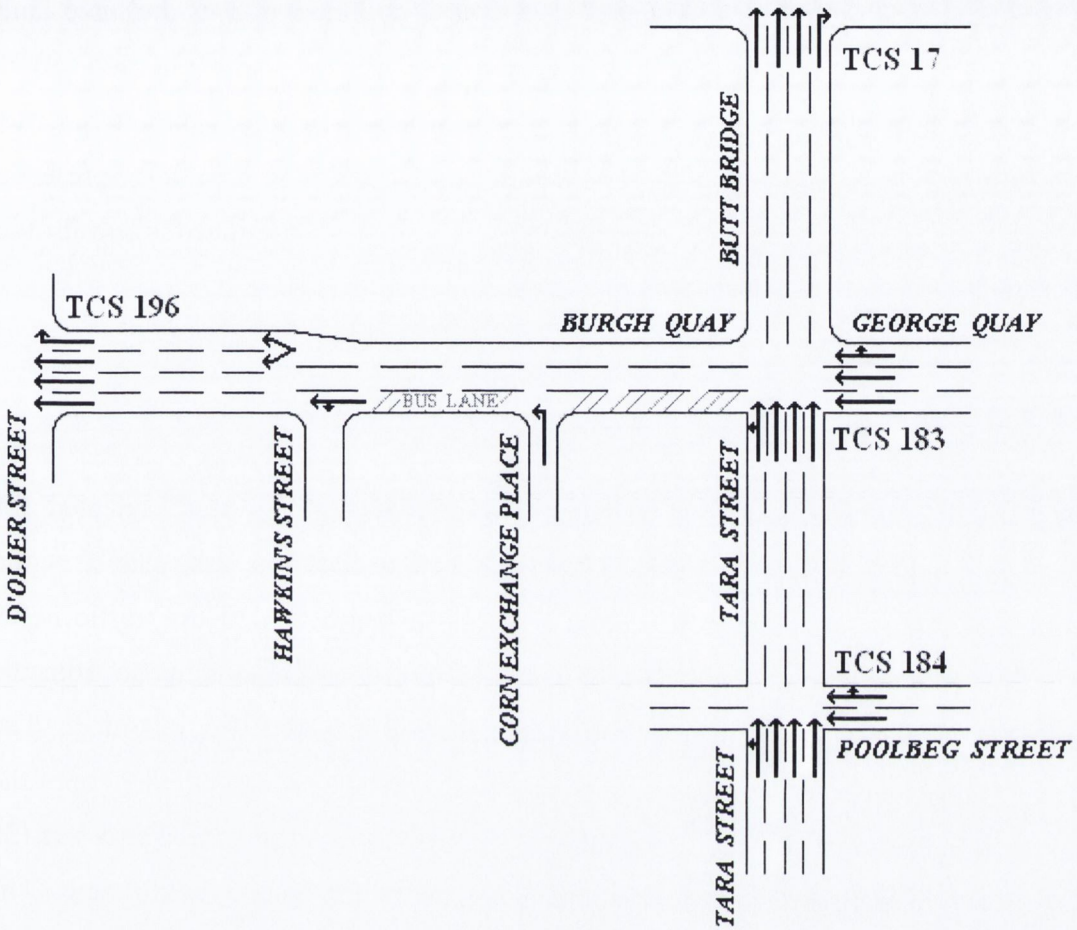 TCS 17
BUTT BRIDGE
TCS 196
BURGH QUAY
GEORGE QUAY
BUS LANE
D'OLIER STREET
HAWKIN'S STREET
CORN EXCHANGE PLACE
TARA STREET
TCS 183
TCS 184
POOLBEG STREET
TARA STREET